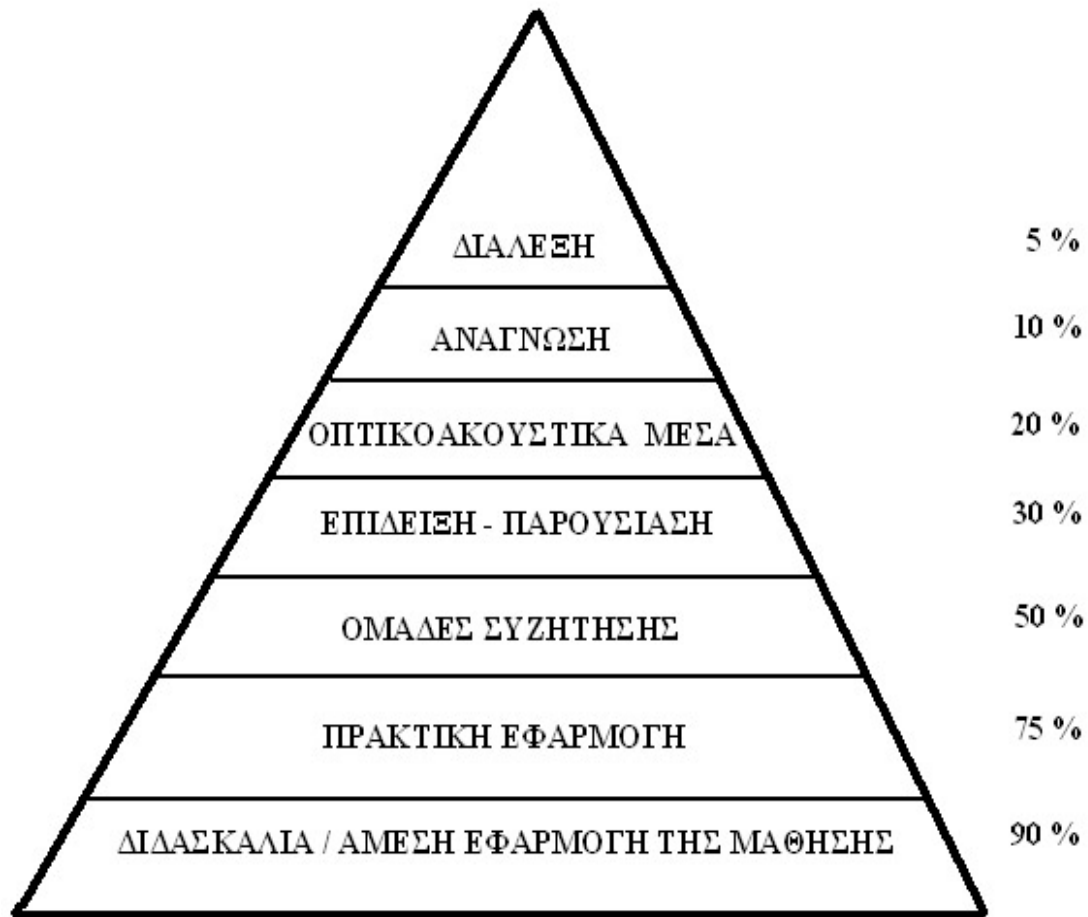 ΔΙΑΛΕΞΗ 5 %
ΑΝΑΓΝΩΣΗ 10 %
ΟΠΤΙΚΟΑΚΟΥΣΤΙΚΑ ΜΕΣΑ 20 %
ΕΠΙΔΕΙΞΗ - ΠΑΡΟΥΣΙΑΣΗ 30 %
ΟΜΑΔΕΣ ΣΥΖΗΤΗΣΗΣ 50 %
ΠΡΑΚΤΙΚΗ ΕΦΑΡΜΟΓΗ 75 %
ΔΙΔΑΣΚΑΛΙΑ / ΑΜΕΣΗ ΕΦΑΡΜΟΓΗ ΤΗΣ ΜΑΘΗΣΗΣ 90 %